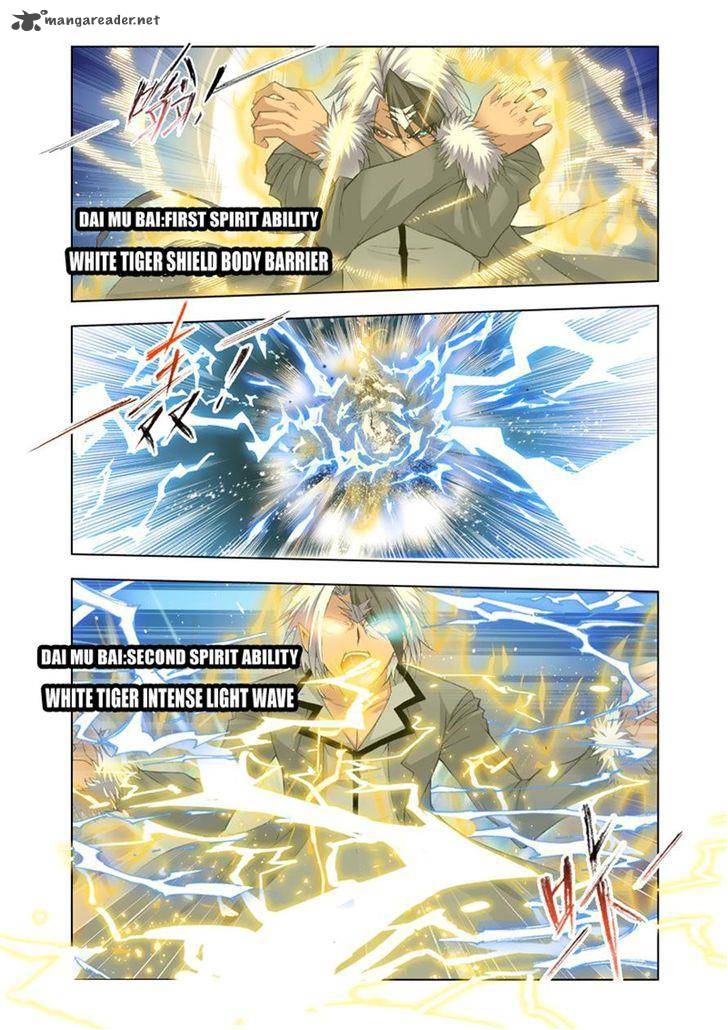 mangareader.net
DAI MU BAI:FIRST SPIRIT ABILITY
WHITE TIGER SHIELD BODY BARRIER
轰!
DAI MU BAI:SECOND SPIRIT ABILITY
WHITE TIGER INTENSE LIGHT WAVE